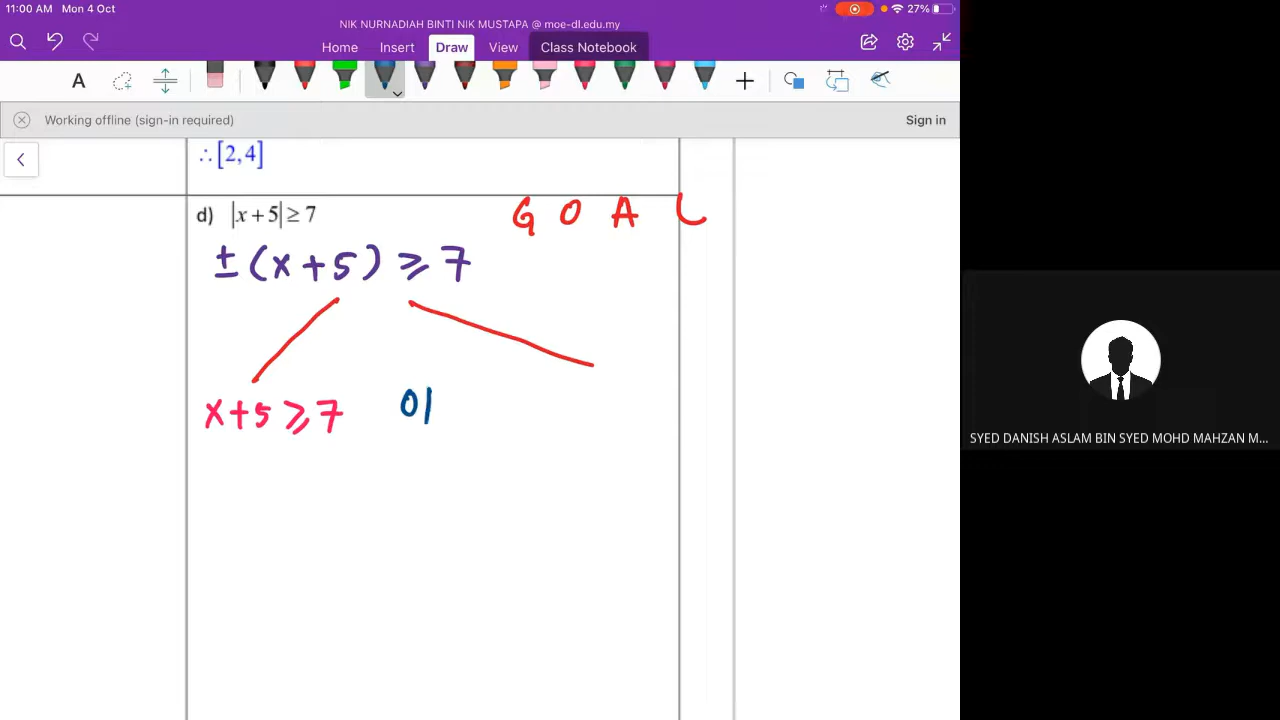 11:00 AM Mon 4 Oct
27%
NIK NURNADIAH BINTI NIK MUSTAPA @ moe-dl.edu.my
Home Insert Draw View Class Notebook
A
Working offline (sign-in required) Sign in
∴[2,4]
d) |x+5| ≥ 7
G O A L
±(x+5) ≥ 7
x+5 ≥ 7 01
SYED DANISH ASLAM BIN SYED MOHD MAHZAN M...